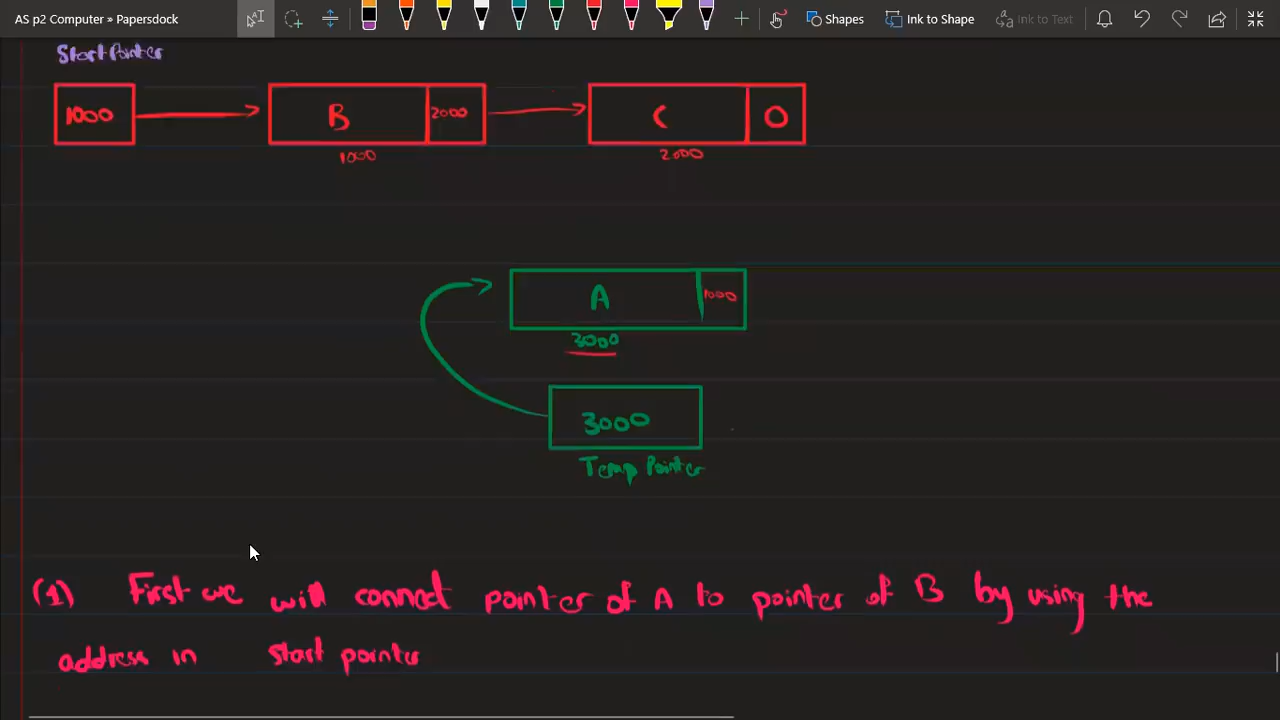 AS p2 Computer » Papersdock
Shapes
Ink to Shape
Ink to Text
Start Pointer
1000
B
2000
C
0
1000
2000
A
1000
3000
3000
Temp Pointer
(1) First we will connect pointer of A to pointer of B by using the
address in start pointer